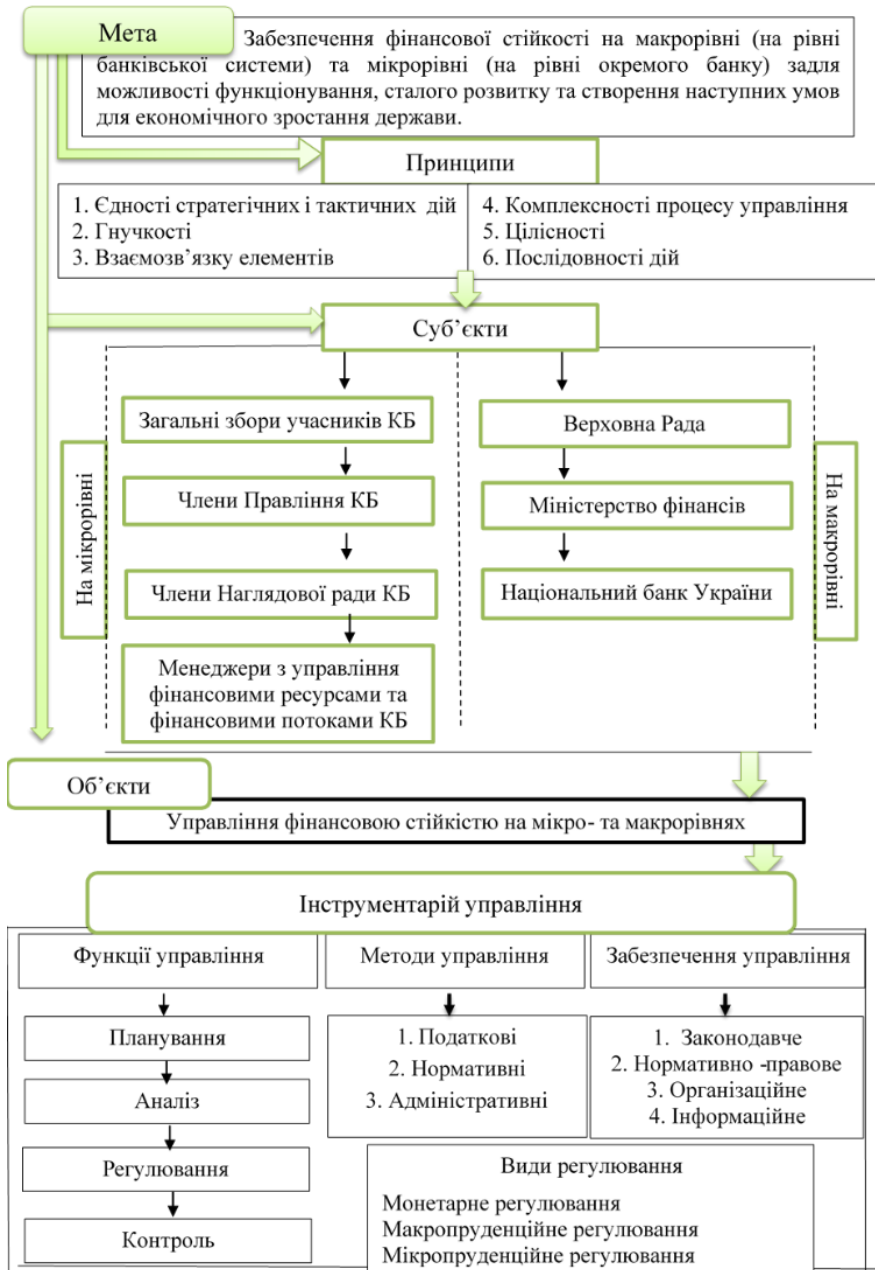 Мета
Забезпечення фінансової стійкості на макрорівні (на рівні
банківської системи) та мікрорівні (на рівні окремого банку) задля
можливості функціонування, сталого розвитку та створення наступних умов
для економічного зростання держави.
Принципи
1. Єдності стратегічних і тактичних дій
2. Гнучкості
3. Взаємозв’язку елементів
4. Комплексності процесу управління
5. Цілісності
6. Послідовності дій
Суб’єкти
На мікрорівні
Загальні збори учасників КБ
Члени Правління КБ
Члени Наглядової ради КБ
Менеджери з управління
фінансовими ресурсами та
фінансовими потоками КБ
Верховна Рада
Міністерство фінансів
Національний банк України
На макрорівні
Об’єкти
Управління фінансовою стійкістю на мікро- та макрорівнях
Інструментарій управління
Функції управління
Планування
Аналіз
Регулювання
Контроль
Методи управління
1. Податкові
2. Нормативні
3. Адміністративні
Забезпечення управління
1. Законодавче
2. Нормативно -правове
3. Організаційне
4. Інформаційне
Види регулювання
Монетарне регулювання
Макропруденційне регулювання
Мікропруденційне регулювання